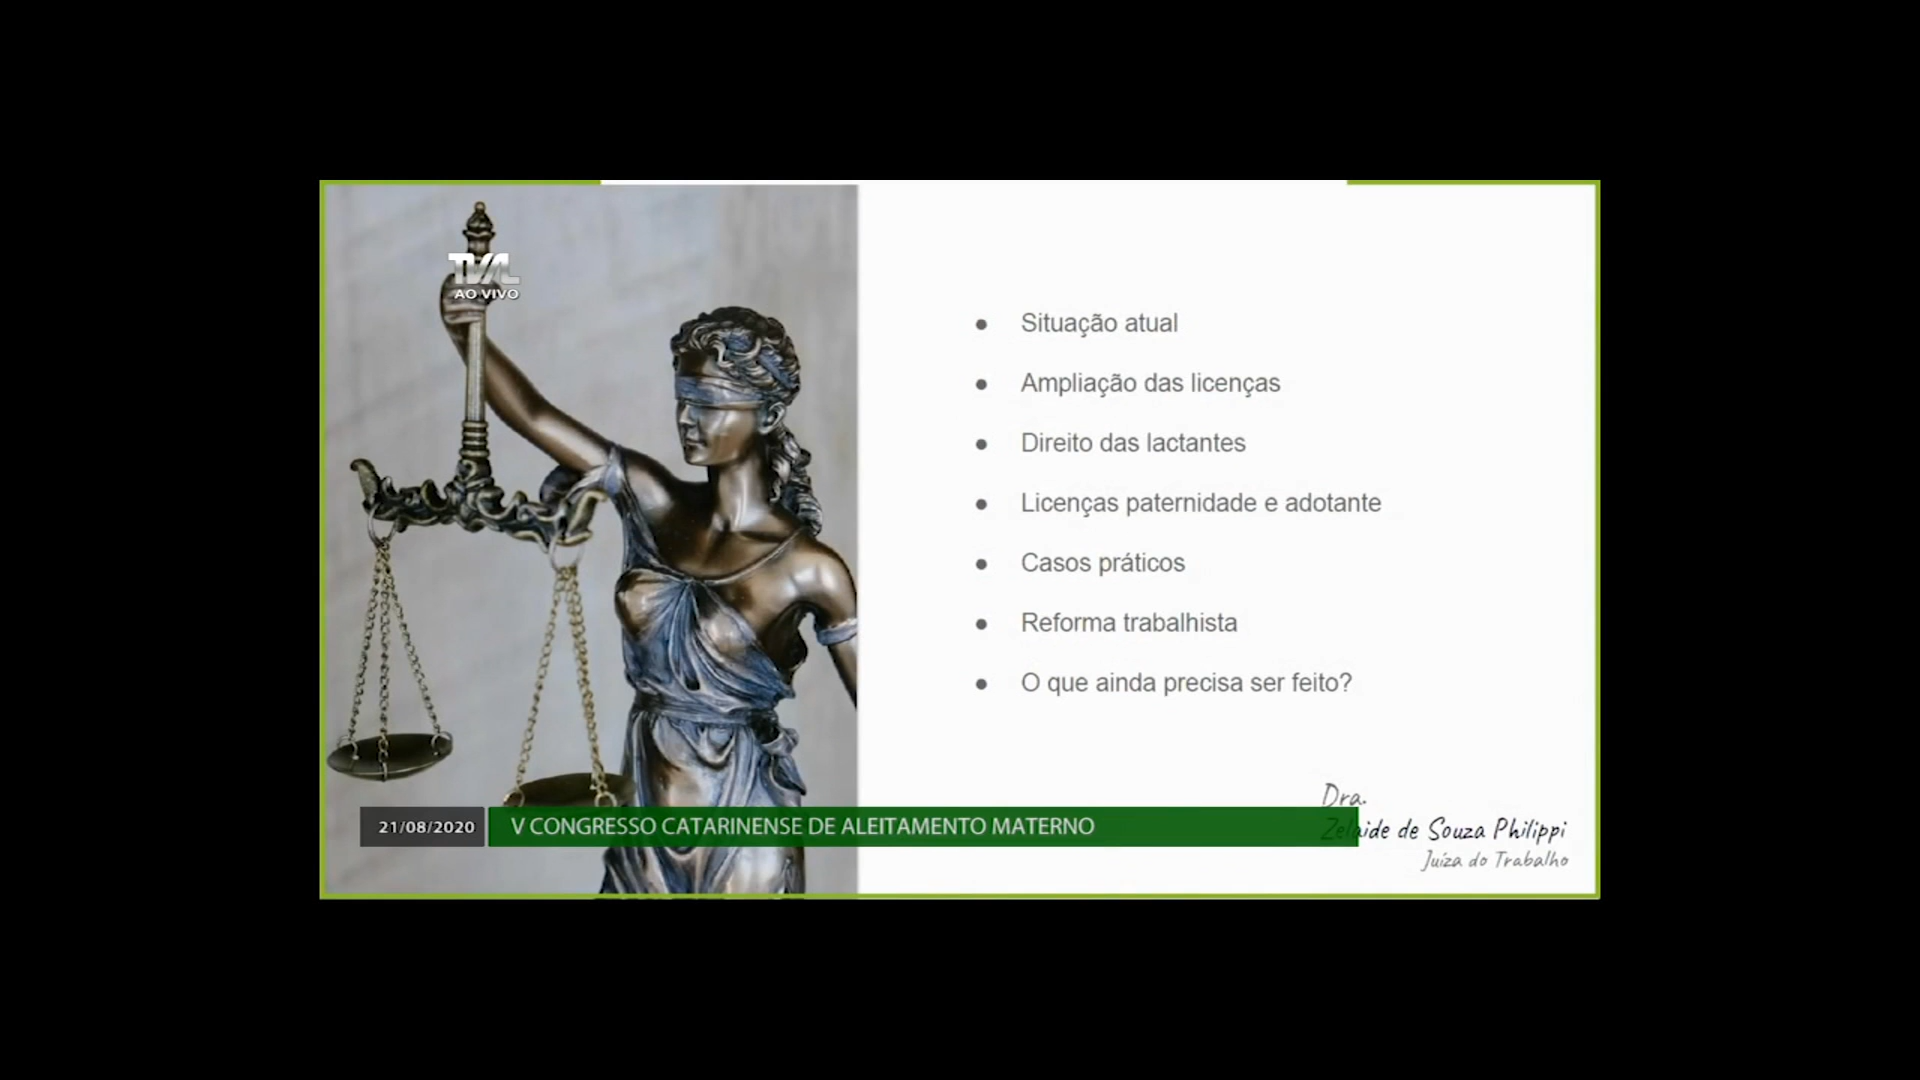 TVAL
AO VIVO
Situação atual
Ampliação das licenças
Direito das lactantes
Licenças paternidade e adotante
Casos práticos
Reforma trabalhista
O que ainda precisa ser feito?
Dra.
Zelaide de Souza Philippi
Juíza do Trabalho
21/08/2020
V CONGRESSO CATARINENSE DE ALEITAMENTO MATERNO